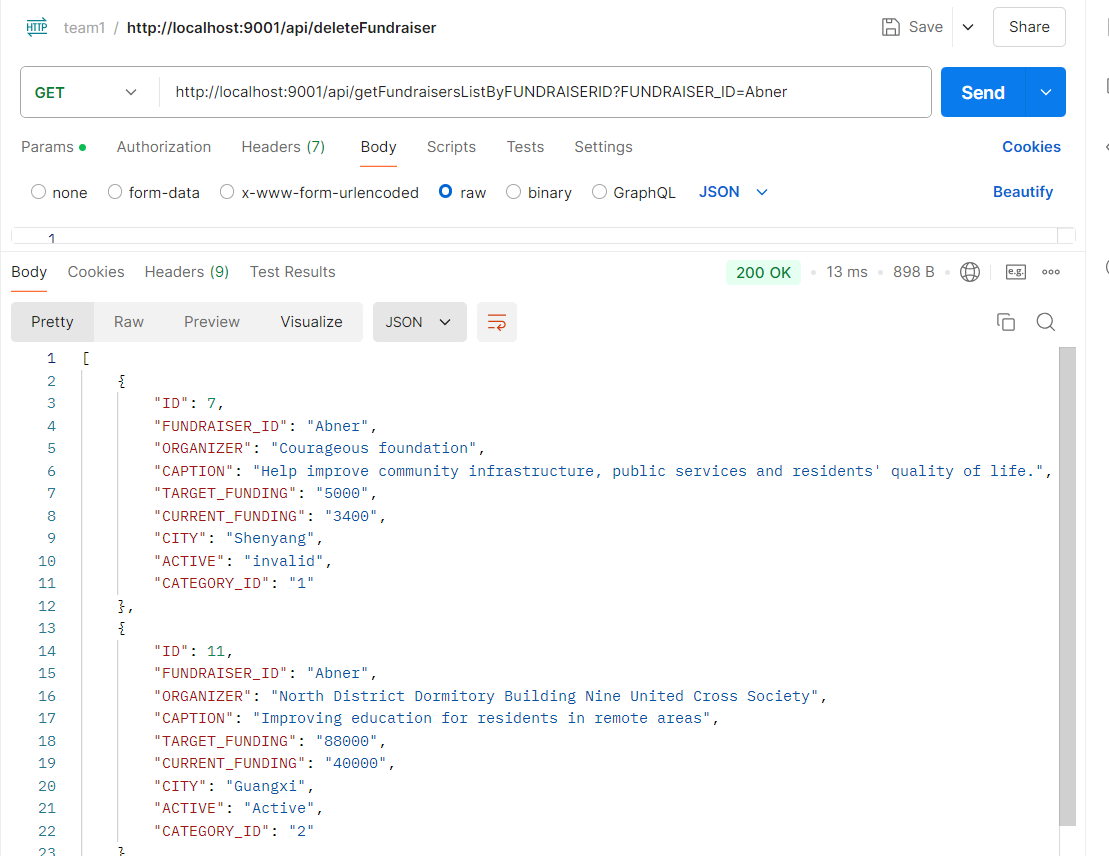 HTTP team1 / http://localhost:9001/api/deleteFundraiser Save Share
GET http://localhost:9001/api/getFundraisersListByFUNDRAISERID?FUNDRAISER_ID=Abner Send
Params Authorization Headers (7) Body Scripts Tests Settings Cookies
none form-data x-www-form-urlencoded raw binary GraphQL JSON Beautify
1
Body Cookies Headers (9) Test Results 200 OK 13 ms 898 B e.g.
Pretty Raw Preview Visualize JSON
1 [
2 {
3 "ID": 7,
4 "FUNDRAISER_ID": "Abner",
5 "ORGANIZER": "Courageous foundation",
6 "CAPTION": "Help improve community infrastructure, public services and residents' quality of life.",
7 "TARGET_FUNDING": "5000",
8 "CURRENT_FUNDING": "3400",
9 "CITY": "Shenyang",
10 "ACTIVE": "invalid",
11 "CATEGORY_ID": "1"
12 },
13 {
14 "ID": 11,
15 "FUNDRAISER_ID": "Abner",
16 "ORGANIZER": "North District Dormitory Building Nine United Cross Society",
17 "CAPTION": "Improving education for residents in remote areas",
18 "TARGET_FUNDING": "88000",
19 "CURRENT_FUNDING": "40000",
20 "CITY": "Guangxi",
21 "ACTIVE": "Active",
22 "CATEGORY_ID": "2"
23 }